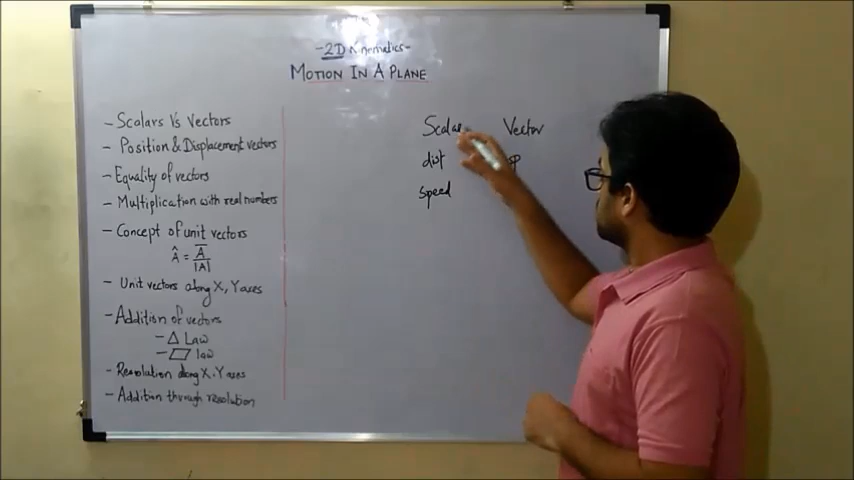 -2D Kinematics-
MOTION IN A PLANE
- Scalars Vs Vectors
- Position & Displacement vectors
- Equality of vectors
- Multiplication with real numbers
- Concept of unit vectors
Â = A̅ / |A|
- Unit vectors along X, Y axes
- Addition of vectors
- △ Law
- ▱ law
- Resolution along X, Y axes
- Addition through resolution
Scalar Vector
dist
speed